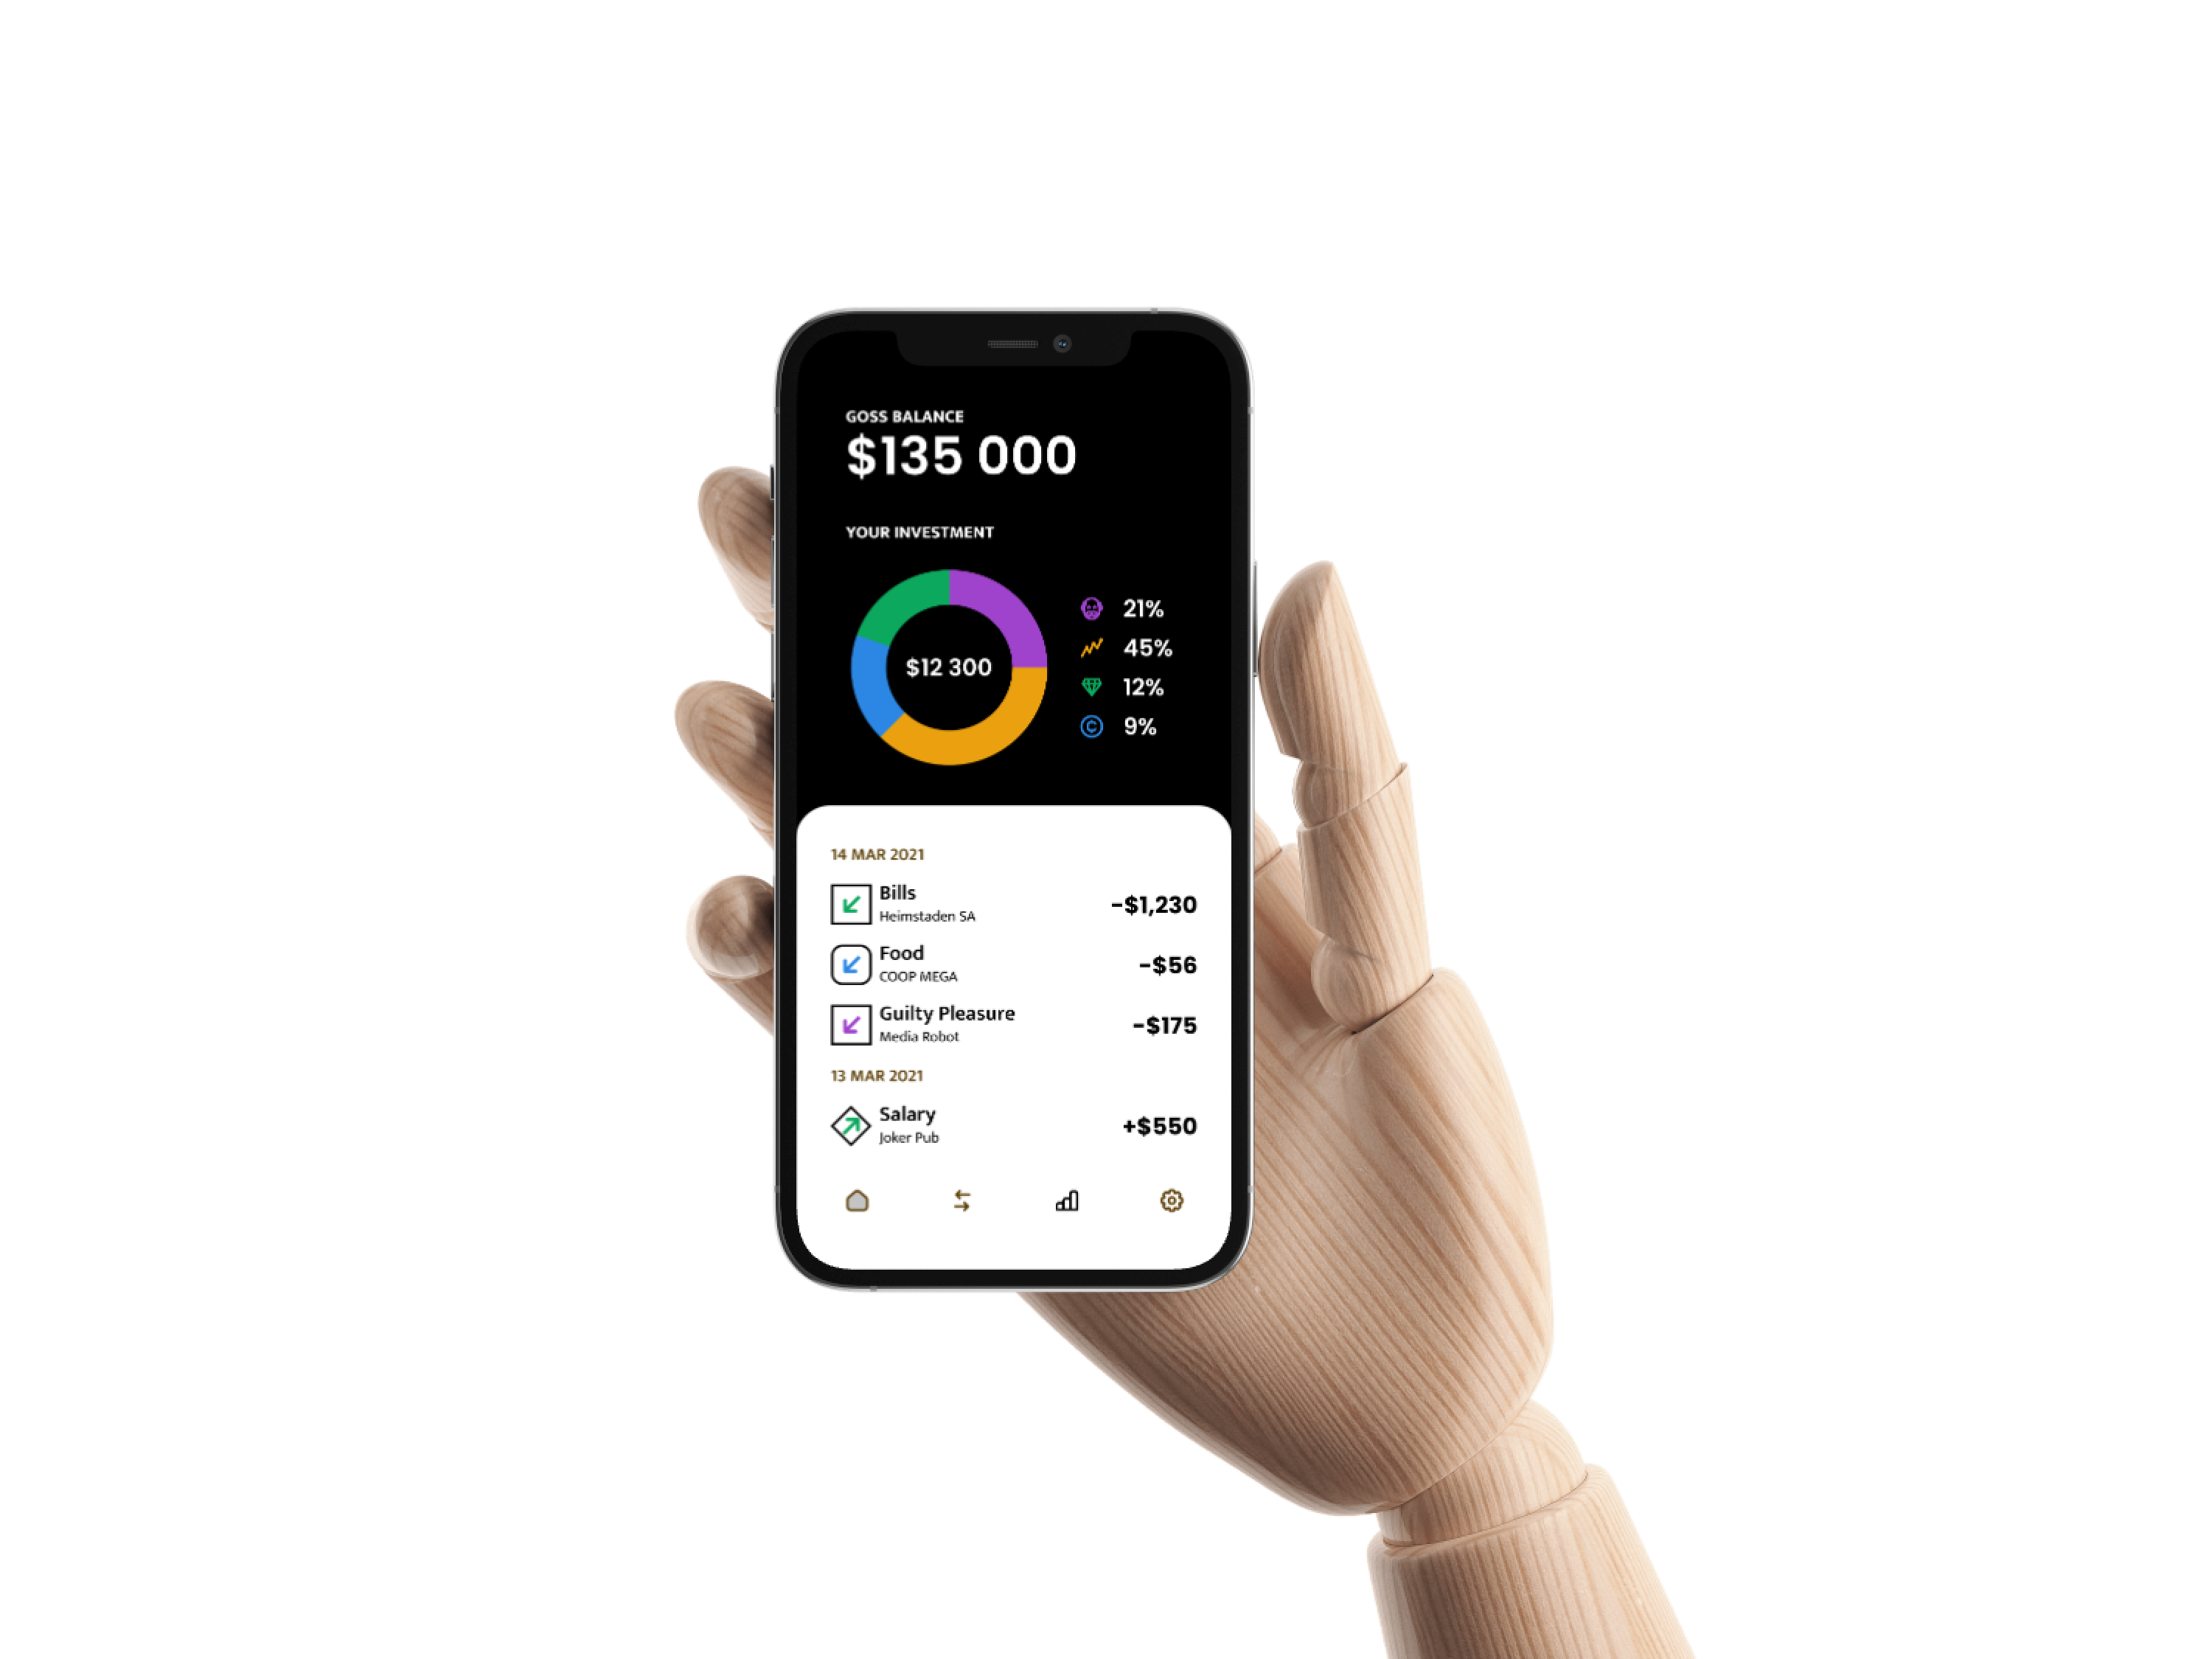 GOSS BALANCE
$135 000
YOUR INVESTMENT
$12 300
21%
45%
12%
9%
14 MAR 2021
Bills
Heimstaden SA
-$1,230
Food
COOP MEGA
-$56
Guilty Pleasure
Media Robot
-$175
13 MAR 2021
Salary
Joker Pub
+$550